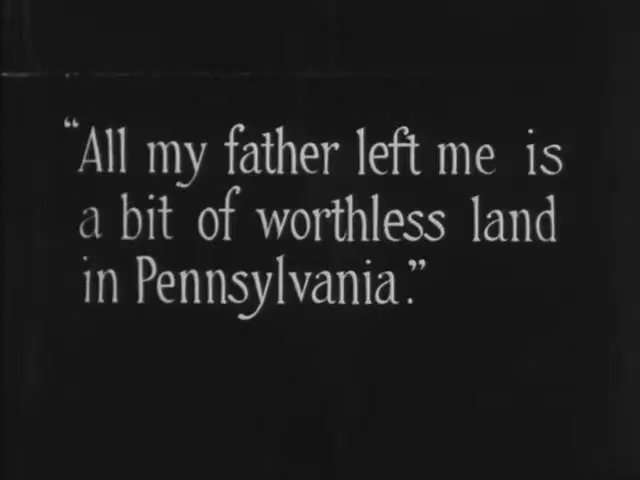 “All my father left me is
a bit of worthless land
in Pennsylvania.”